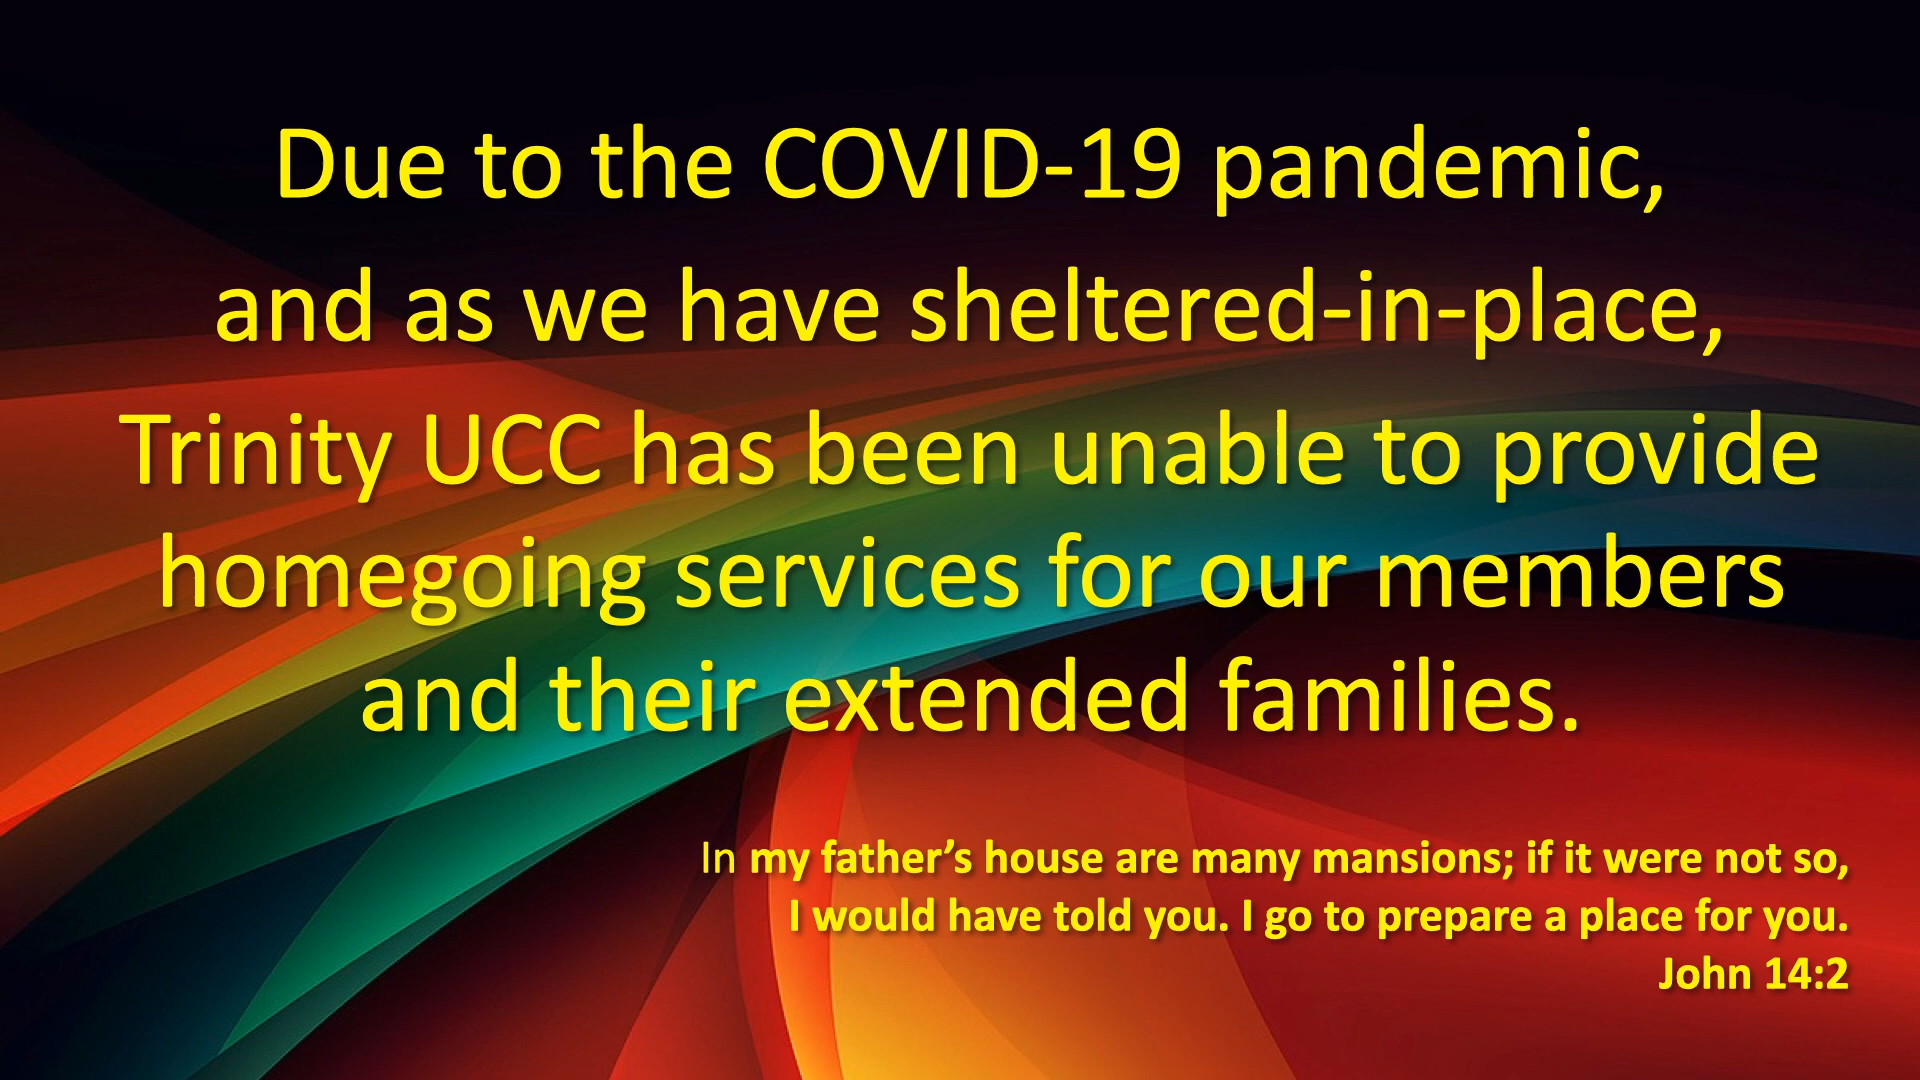 Due to the COVID-19 pandemic,
and as we have sheltered-in-place,
Trinity UCC has been unable to provide
homegoing services for our members
and their extended families.
In my father’s house are many mansions; if it were not so,
I would have told you. I go to prepare a place for you.
John 14:2